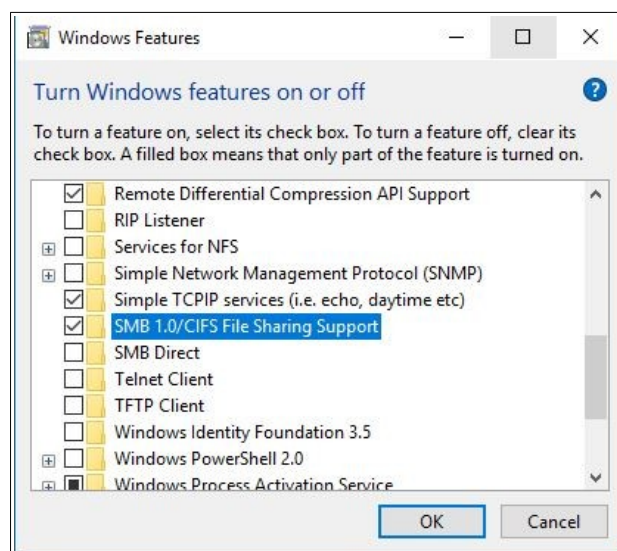 Windows Features
Turn Windows features on or off
?
To turn a feature on, select its check box. To turn a feature off, clear its
check box. A filled box means that only part of the feature is turned on.
Remote Differential Compression API Support
RIP Listener
Services for NFS
Simple Network Management Protocol (SNMP)
Simple TCPIP services (i.e. echo, daytime etc)
SMB 1.0/CIFS File Sharing Support
SMB Direct
Telnet Client
TFTP Client
Windows Identity Foundation 3.5
Windows PowerShell 2.0
Windows Process Activation Service
OK
Cancel